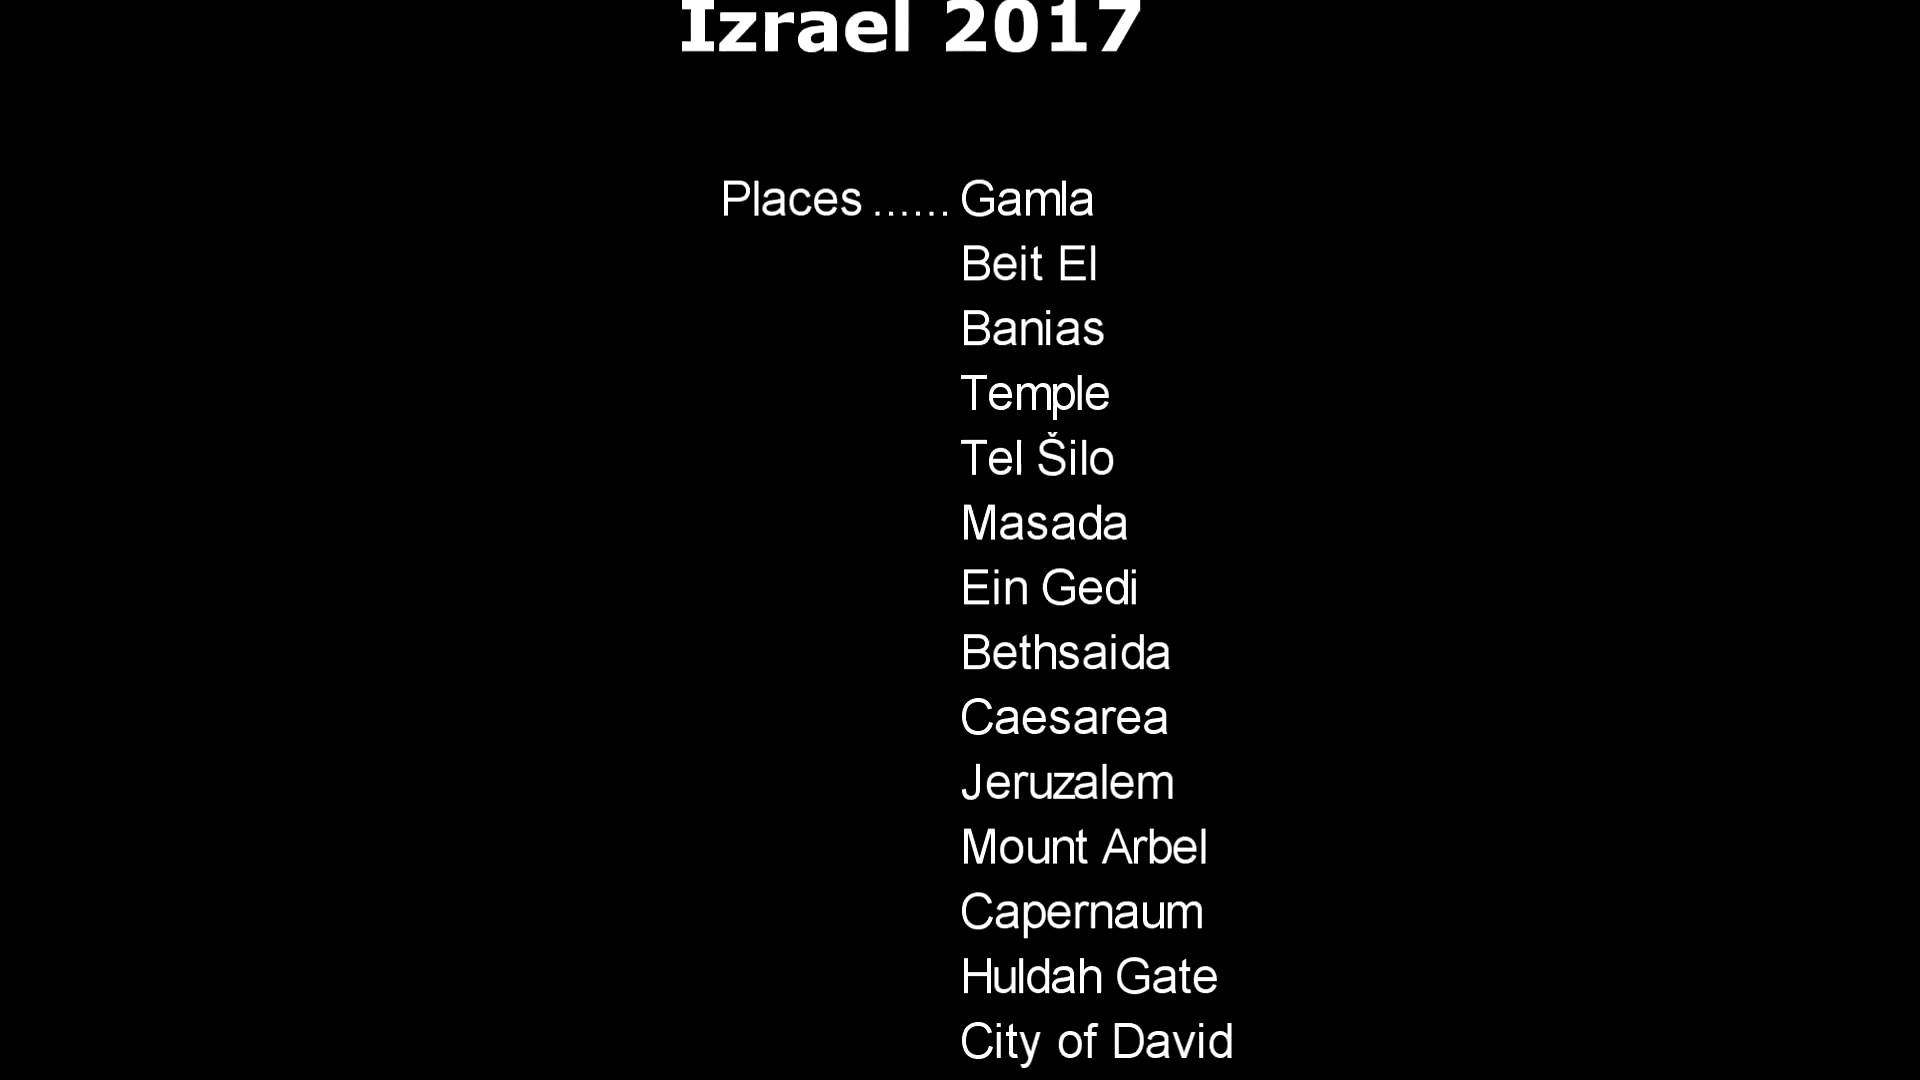 Izrael 2017
Places ...... Gamla
Beit El
Banias
Temple
Tel Šilo
Masada
Ein Gedi
Bethsaida
Caesarea
Jeruzalem
Mount Arbel
Capernaum
Huldah Gate
City of David